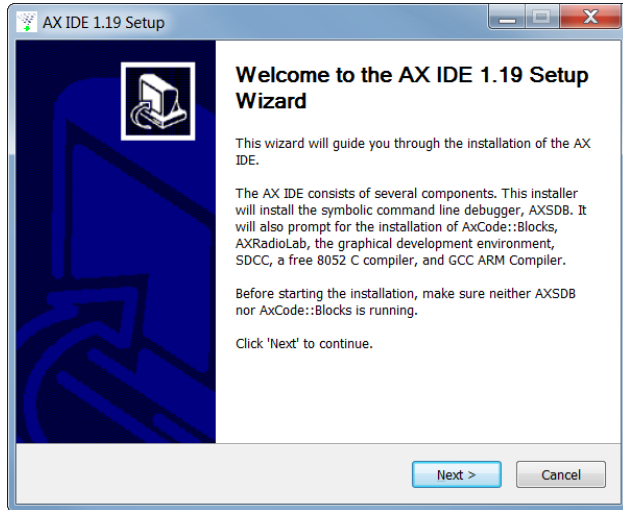 AX IDE 1.19 Setup
Welcome to the AX IDE 1.19 Setup
Wizard
This wizard will guide you through the installation of the AX
IDE.
The AX IDE consists of several components. This installer
will install the symbolic command line debugger, AXSDB. It
will also prompt for the installation of AxCode::Blocks,
AXRadioLab, the graphical development environment,
SDCC, a free 8052 C compiler, and GCC ARM Compiler.
Before starting the installation, make sure neither AXSDB
nor AxCode::Blocks is running.
Click 'Next' to continue.
Next >
Cancel